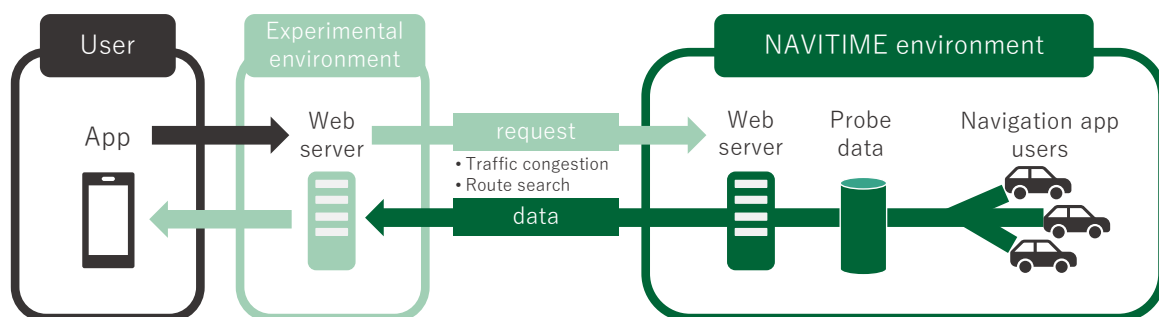 User
Experimental
environment
NAVITIME environment
App
Web
server
request
• Traffic congestion
• Route search
data
Web
server
Probe
data
Navigation app
users